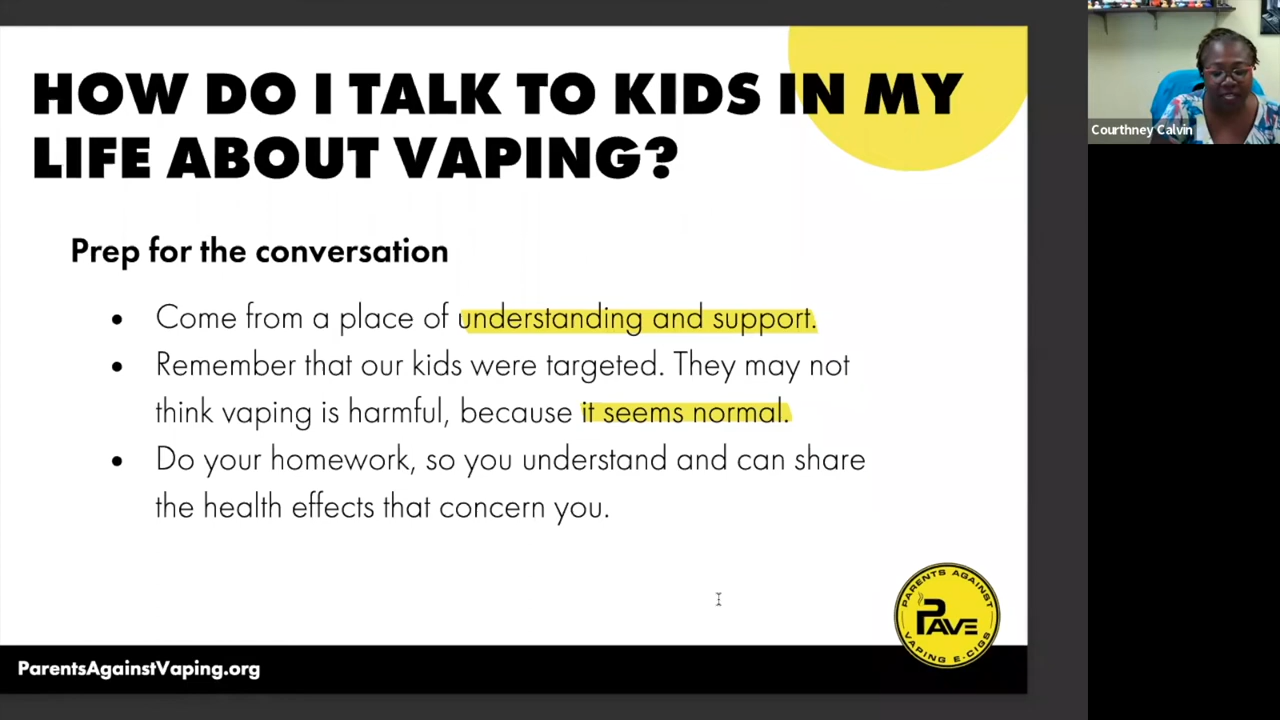 HOW DO I TALK TO KIDS IN MY
LIFE ABOUT VAPING?
Prep for the conversation
• Come from a place of understanding and support.
• Remember that our kids were targeted. They may not
think vaping is harmful, because it seems normal.
• Do your homework, so you understand and can share
the health effects that concern you.
PARENTS AGAINST
PAVE
VAPING E-CIGS
ParentsAgainstVaping.org
Courthney Calvin